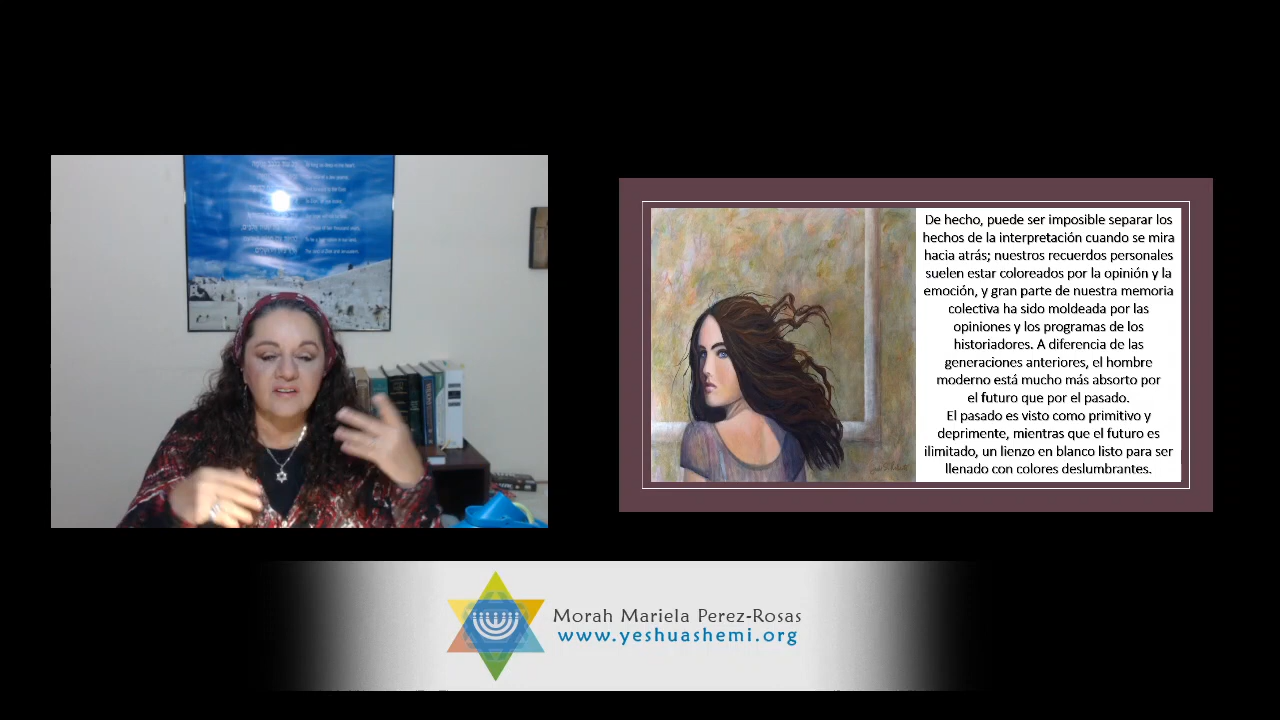 De hecho, puede ser imposible separar los
hechos de la interpretación cuando se mira
hacia atrás; nuestros recuerdos personales
suelen estar coloreados por la opinión y la
emoción, y gran parte de nuestra memoria
colectiva ha sido moldeada por las
opiniones y los programas de los
historiadores. A diferencia de las
generaciones anteriores, el hombre
moderno está mucho más absorto por
el futuro que por el pasado.
El pasado es visto como primitivo y
deprimente, mientras que el futuro es
ilimitado, un lienzo en blanco listo para ser
llenado con colores deslumbrantes.
Morah Mariela Perez-Rosas
www.yeshuashemi.org